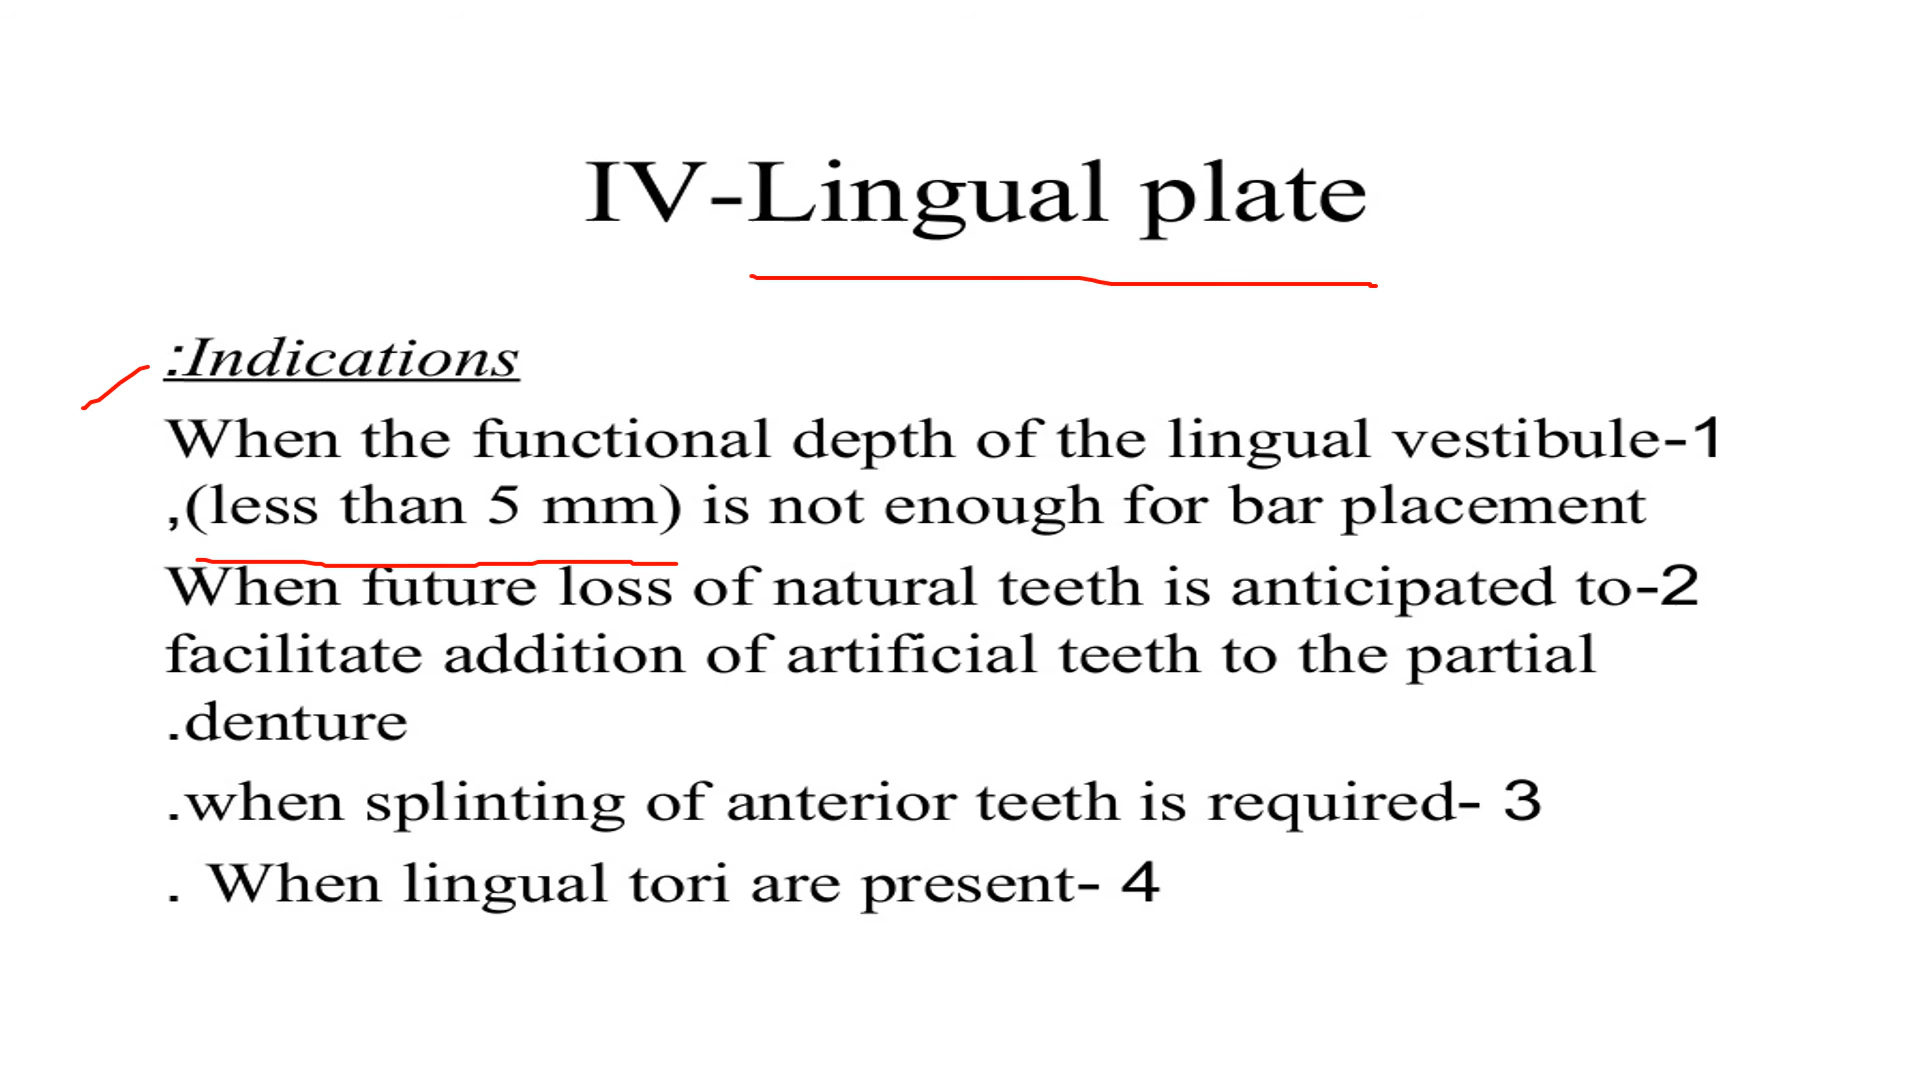 IV-Lingual plate
:Indications
When the functional depth of the lingual vestibule-1
,(less than 5 mm) is not enough for bar placement
When future loss of natural teeth is anticipated to-2
facilitate addition of artificial teeth to the partial
.denture
.when splinting of anterior teeth is required- 3
. When lingual tori are present- 4